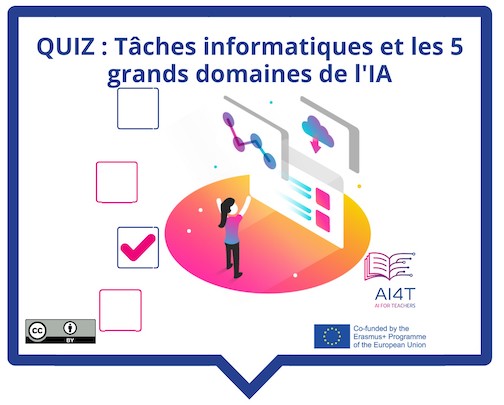 QUIZ : Tâches informatiques et les 5
grands domaines de l'IA
AI4T
AI FOR TEACHERS
cc
BY
Co-funded by the
Erasmus+ Programme
of the European Union